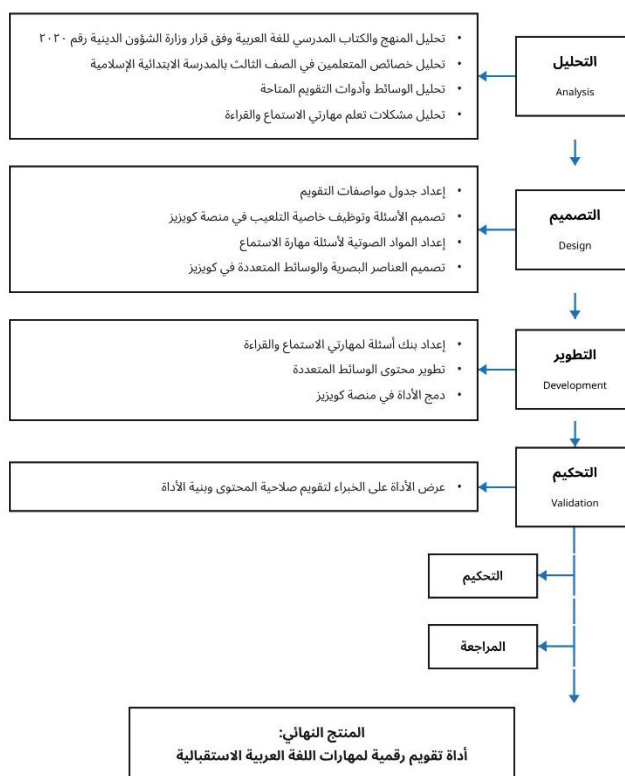 التحليل
Analysis
• تحليل المنهج والكتاب المدرسي للغة العربية وفق قرار وزارة الشؤون الدينية رقم ٢٠٢٠
• تحليل خصائص المتعلمين في الصف الثالث بالمدرسة الابتدائية الإسلامية
• تحليل الوسائط وأدوات التقويم المتاحة
• تحليل مشكلات تعلم مهارتي الاستماع والقراءة
التصميم
Design
• إعداد جدول مواصفات التقويم
• تصميم الأسئلة وتوظيف خاصية التلعيب في منصة كويزيز
• إعداد المواد الصوتية لأسئلة مهارة الاستماع
• تصميم العناصر البصرية والوسائط المتعددة في كويزيز
التطوير
Development
• إعداد بنك أسئلة لمهارتي الاستماع والقراءة
• تطوير محتوى الوسائط المتعددة
• دمج الأداة في منصة كويزيز
التحكيم
Validation
• عرض الأداة على الخبراء لتقويم صلاحية المحتوى وبنية الأداة
التحكيم
المراجعة
المنتج النهائي:
أداة تقويم رقمية لمهارات اللغة العربية الاستقبالية